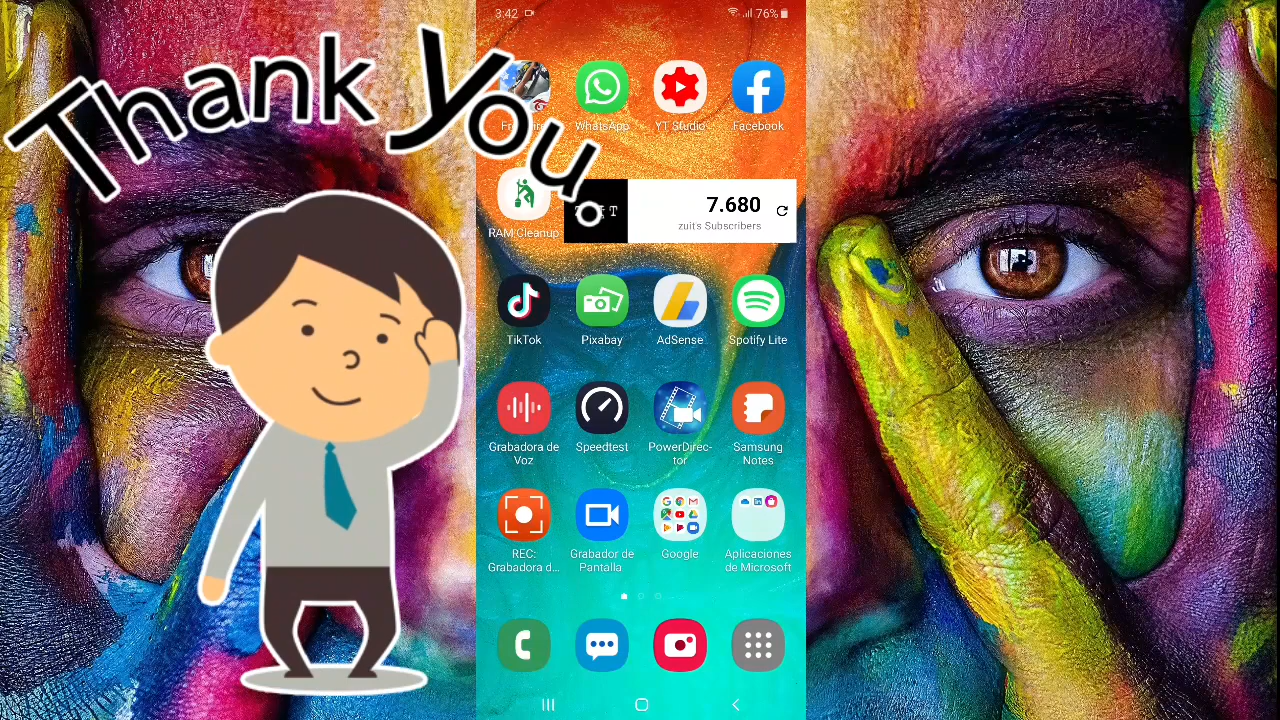 Thank You
3:42
76%
WhatsApp
YT Studio
Facebook
RAM Cleanup
7.680
zuit's Subscribers
TikTok
Pixabay
AdSense
Spotify Lite
Grabadora de
Voz
Speedtest
PowerDirec-
tor
Samsung
Notes
REC:
Grabadora d...
Grabador de
Pantalla
Google
Aplicaciones
de Microsoft